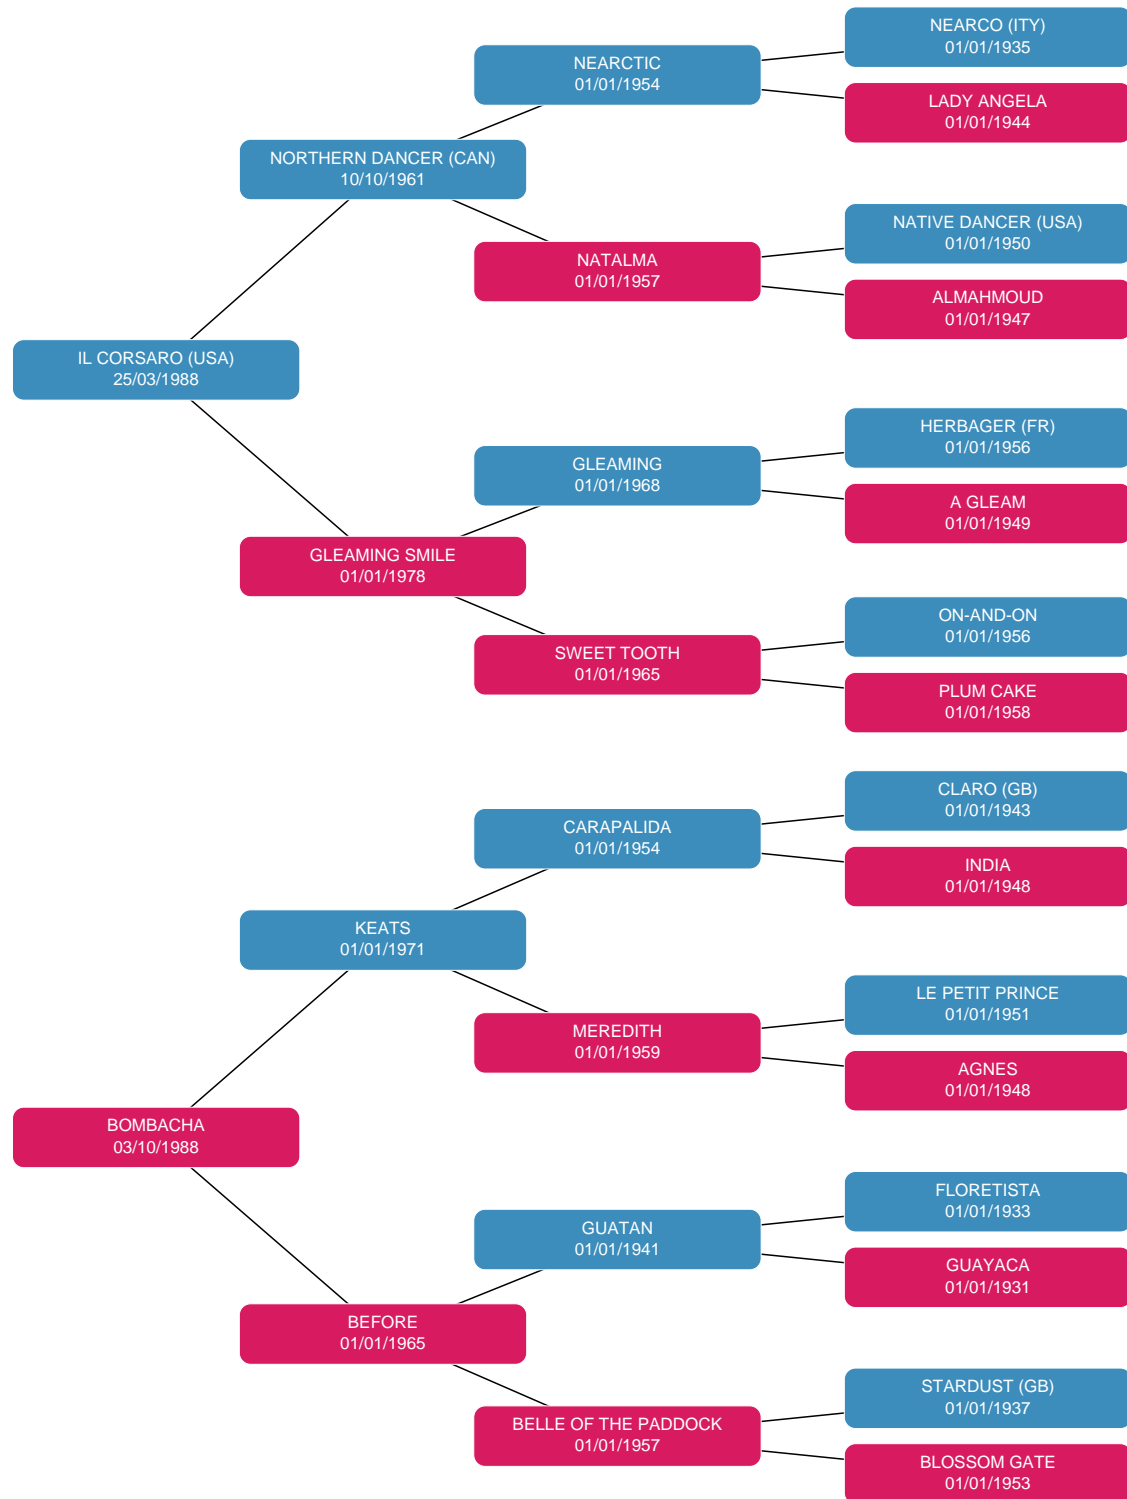 NEARCO (ITY)
01/01/1935
NEARCTIC
01/01/1954
LADY ANGELA
01/01/1944
NORTHERN DANCER (CAN)
10/10/1961
NATIVE DANCER (USA)
01/01/1950
NATALMA
01/01/1957
ALMAHMOUD
01/01/1947
IL CORSARO (USA)
25/03/1988
HERBAGER (FR)
01/01/1956
GLEAMING
01/01/1968
A GLEAM
01/01/1949
GLEAMING SMILE
01/01/1978
ON-AND-ON
01/01/1956
SWEET TOOTH
01/01/1965
PLUM CAKE
01/01/1958
CLARO (GB)
01/01/1943
CARAPALIDA
01/01/1954
INDIA
01/01/1948
KEATS
01/01/1971
LE PETIT PRINCE
01/01/1951
MEREDITH
01/01/1959
AGNES
01/01/1948
BOMBACHA
03/10/1988
FLORETISTA
01/01/1933
GUATAN
01/01/1941
GUAYACA
01/01/1931
BEFORE
01/01/1965
STARDUST (GB)
01/01/1937
BELLE OF THE PADDOCK
01/01/1957
BLOSSOM GATE
01/01/1953